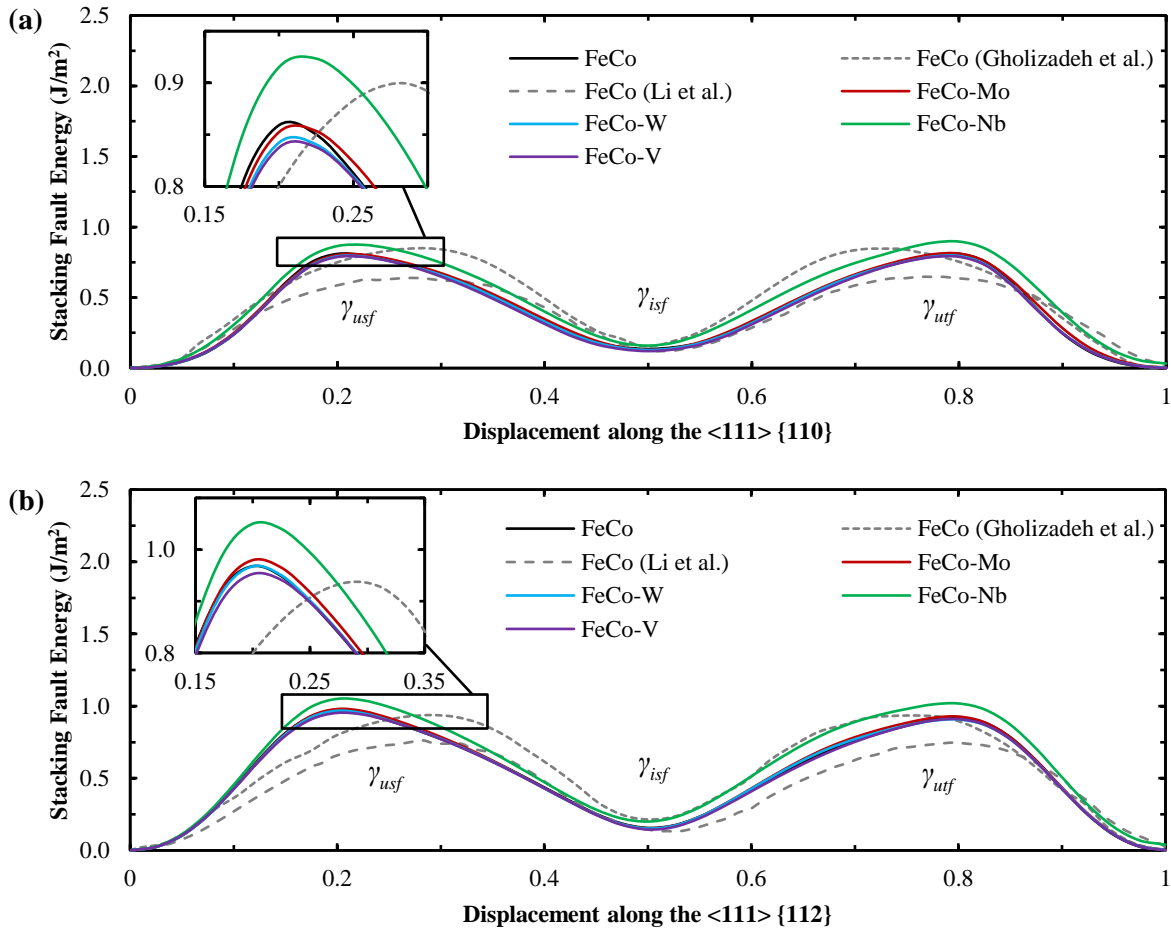 (a)
Stacking Fault Energy (J/m²)
2.5
2.0
1.5
1.0
0.5
0.0
0.9
0.8
0.15
0.25
FeCo
FeCo (Gholizadeh et al.)
FeCo (Li et al.)
FeCo-Mo
FeCo-W
FeCo-Nb
FeCo-V
γusf
γisf
γutf
0
0.2
0.4
0.6
0.8
1
Displacement along the <111> {110}
(b)
Stacking Fault Energy (J/m²)
2.5
2.0
1.5
1.0
0.5
0.0
1.0
0.8
0.15
0.25
0.35
FeCo
FeCo (Gholizadeh et al.)
FeCo (Li et al.)
FeCo-Mo
FeCo-W
FeCo-Nb
FeCo-V
γusf
γisf
γutf
0
0.2
0.4
0.6
0.8
1
Displacement along the <111> {112}